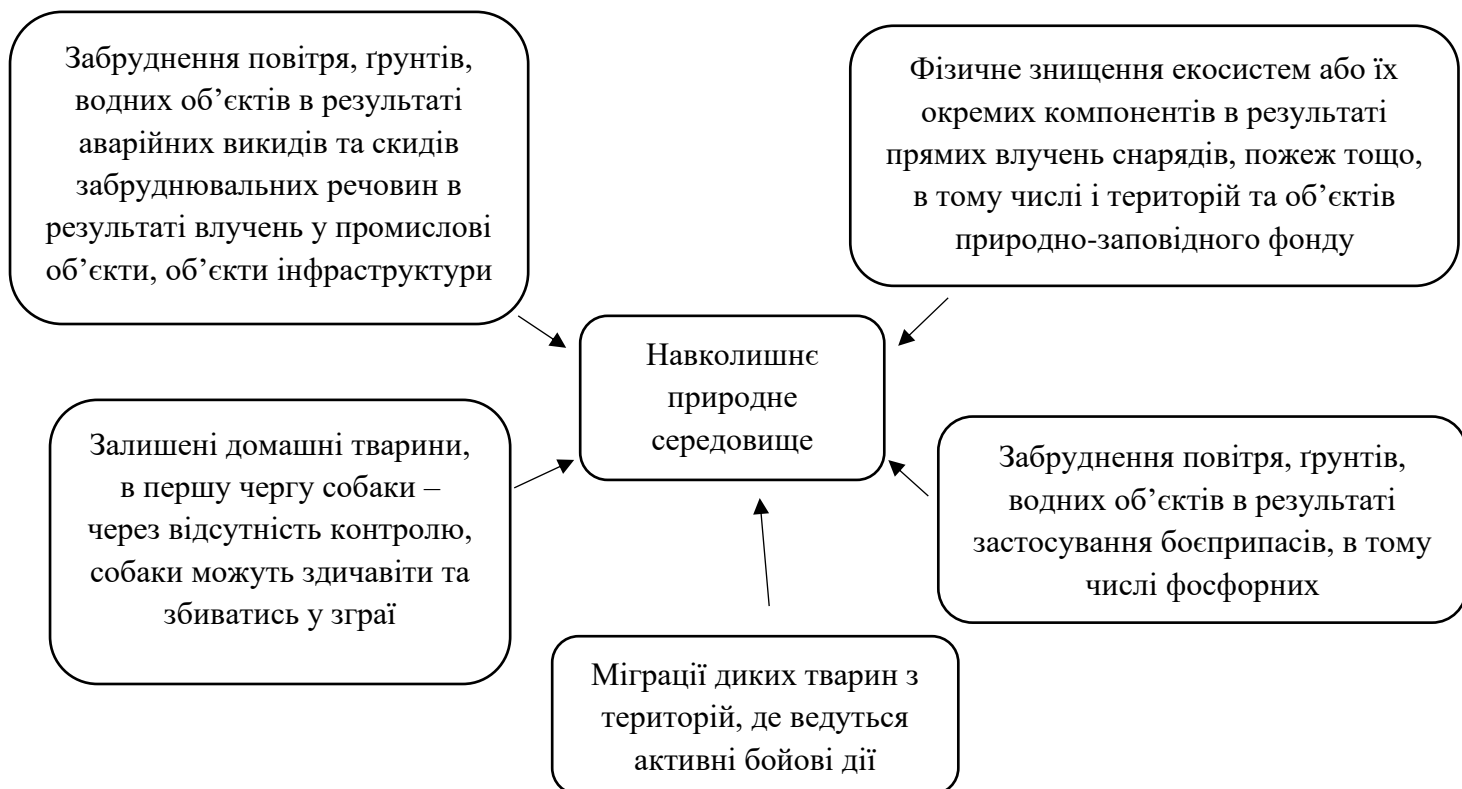 Забруднення повітря, ґрунтів,
водних об’єктів в результаті
аварійних викидів та скидів
забруднювальних речовин в
результаті влучень у промислові
об’єкти, об’єкти інфраструктури
Фізичне знищення екосистем або їх
окремих компонентів в результаті
прямих влучень снарядів, пожеж тощо,
в тому числі і територій та об’єктів
природно-заповідного фонду
Навколишнє
природне
середовище
Залишені домашні тварини,
в першу чергу собаки –
через відсутність контролю,
собаки можуть здичавіти та
збиватись у зграї
Забруднення повітря, ґрунтів,
водних об’єктів в результаті
застосування боєприпасів, в тому
числі фосфорних
Міграції диких тварин з
територій, де ведуться
активні бойові дії